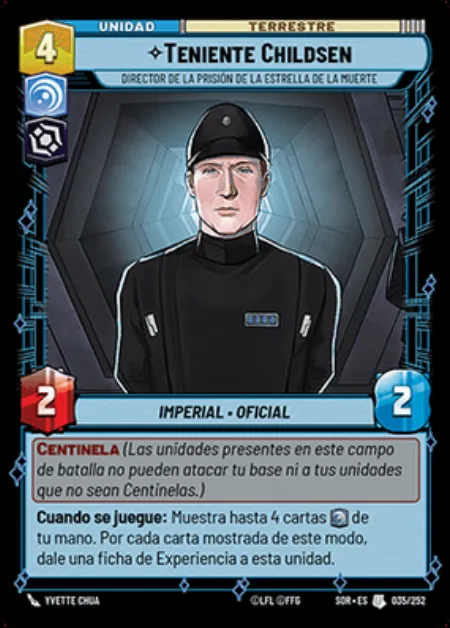 UNIDAD
TERRESTRE
4
TENIENTE CHILDSEN
DIRECTOR DE LA PRISIÓN DE LA ESTRELLA DE LA MUERTE
2
IMPERIAL • OFICIAL
2
CENTINELA (Las unidades presentes en este campo
de batalla no pueden atacar tu base ni a tus unidades
que no sean Centinelas.)
Cuando se juegue: Muestra hasta 4 cartas de
tu mano. Por cada carta mostrada de este modo,
dale una ficha de Experiencia a esta unidad.
YVETTE CHUA
©LFL ©FFG
SOR • ES
035/252